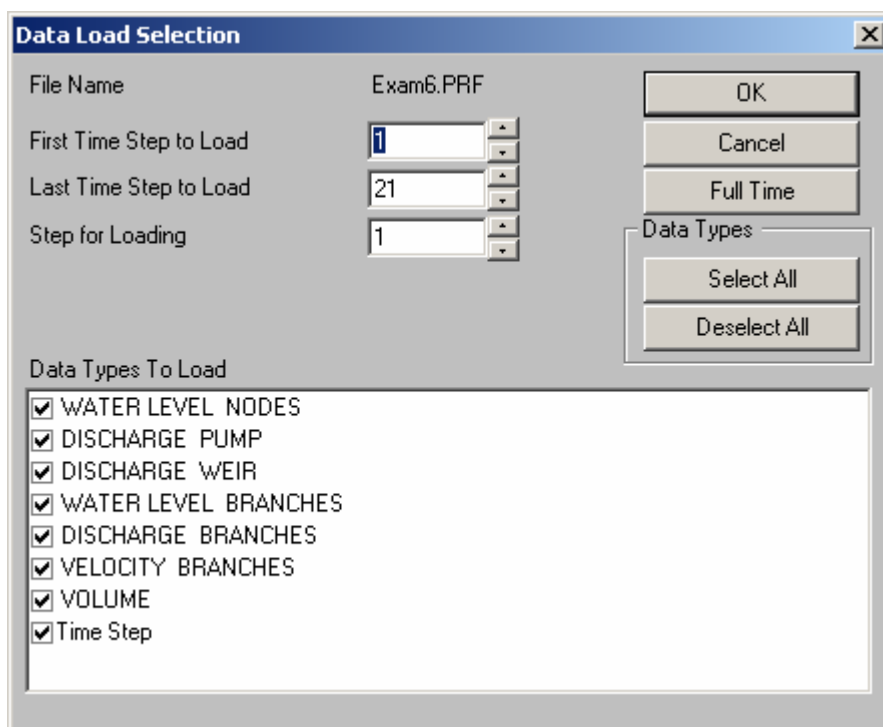 Data Load Selection
File Name Exam6.PRF
First Time Step to Load 1
Last Time Step to Load 21
Step for Loading 1
OK
Cancel
Full Time
Data Types
Select All
Deselect All
Data Types To Load
WATER LEVEL NODES
DISCHARGE PUMP
DISCHARGE WEIR
WATER LEVEL BRANCHES
DISCHARGE BRANCHES
VELOCITY BRANCHES
VOLUME
Time Step